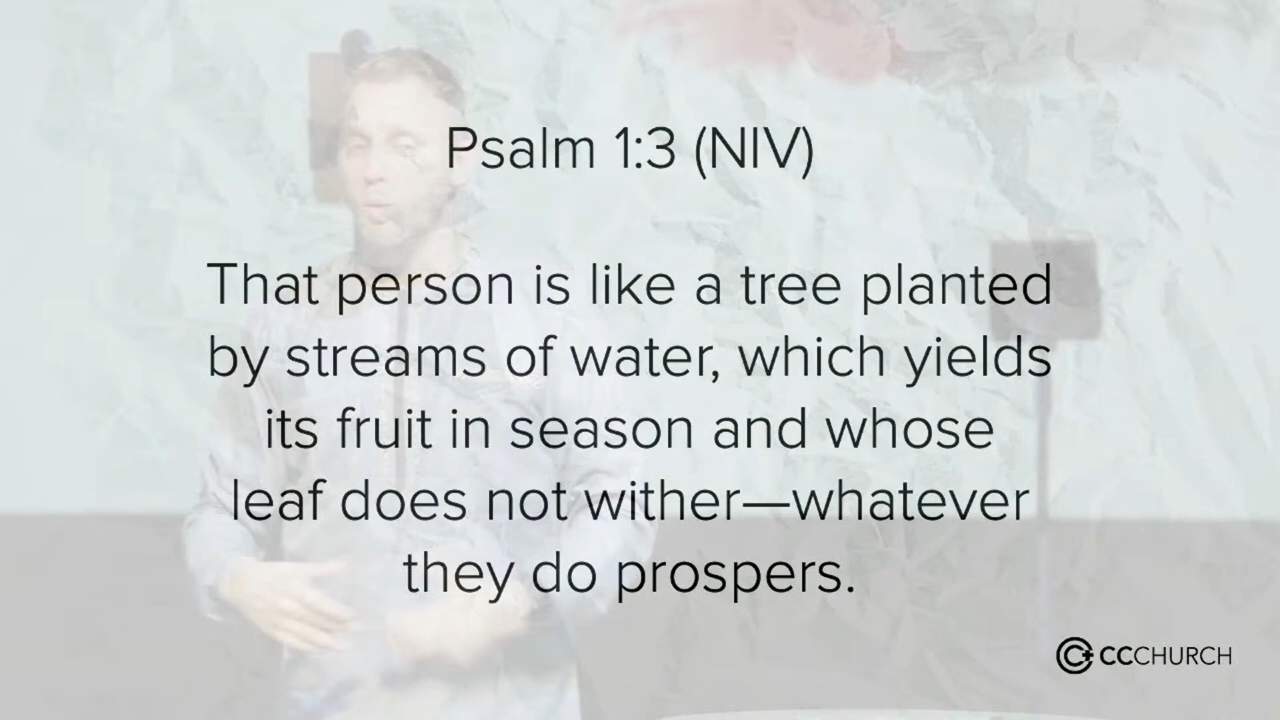 Psalm 1:3 (NIV)
That person is like a tree planted
by streams of water, which yields
its fruit in season and whose
leaf does not wither—whatever
they do prospers.
CCCHURCH